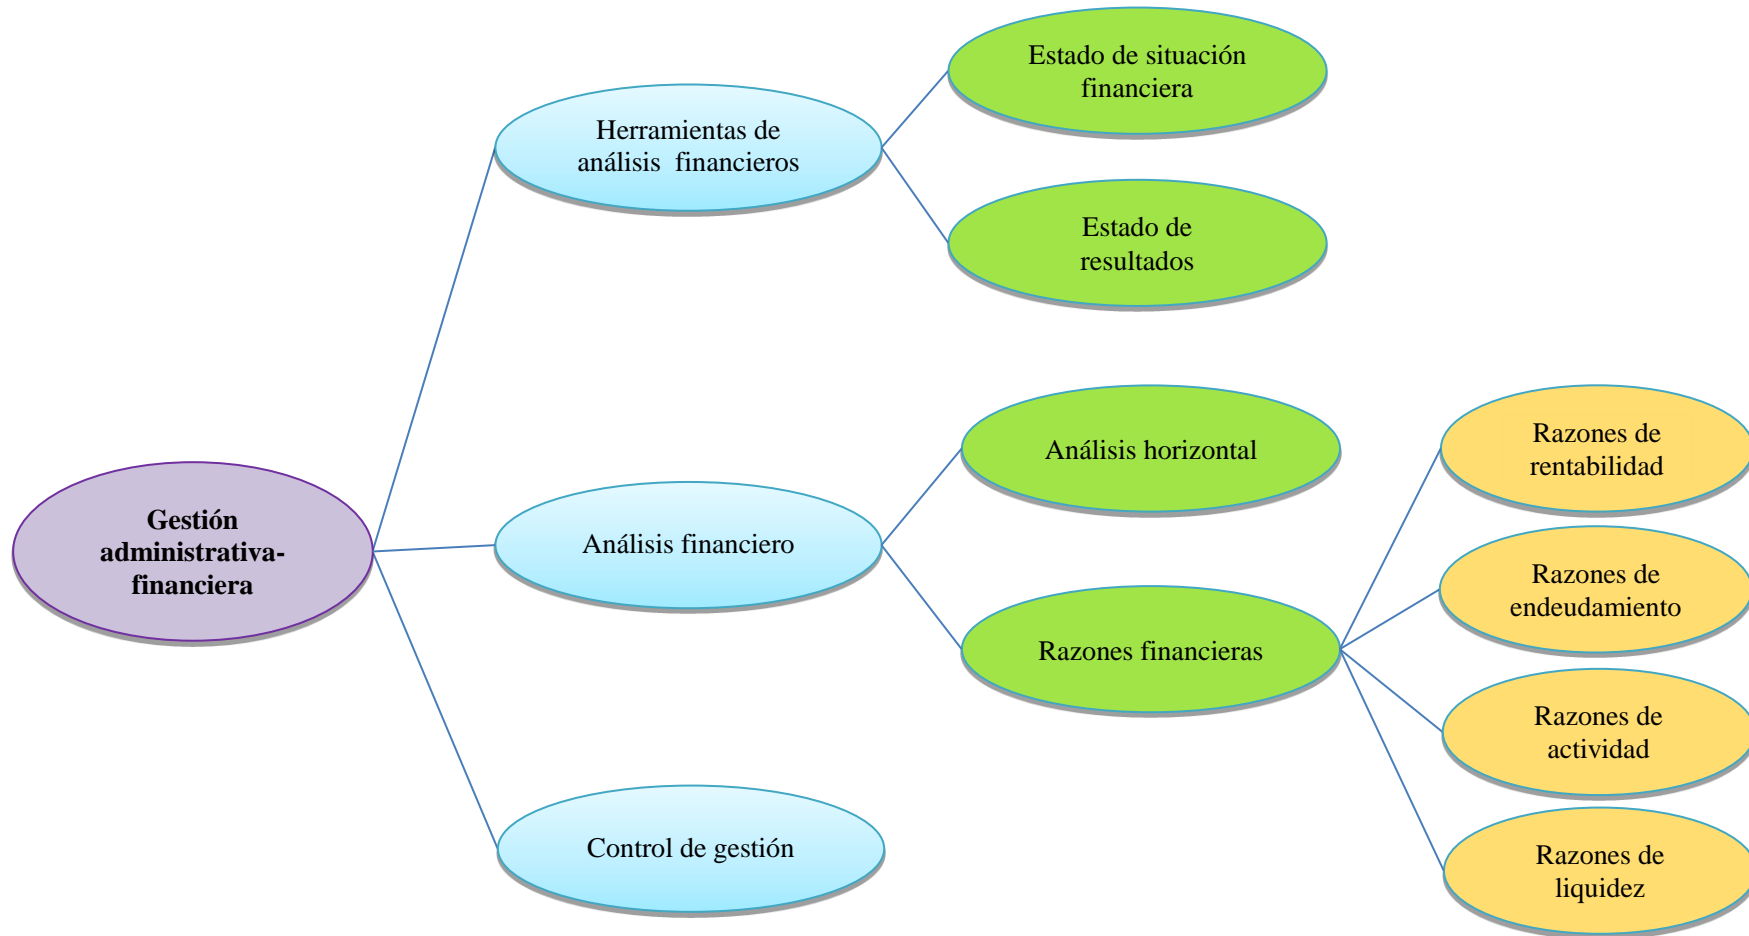 Estado de situación
financiera
Herramientas de
análisis  financieros
Estado de
resultados
Gestión
administrativa-
financiera
Análisis financiero
Análisis horizontal
Razones financieras
Razones de
rentabilidad
Razones de
endeudamiento
Razones de
actividad
Razones de
liquidez
Control de gestión